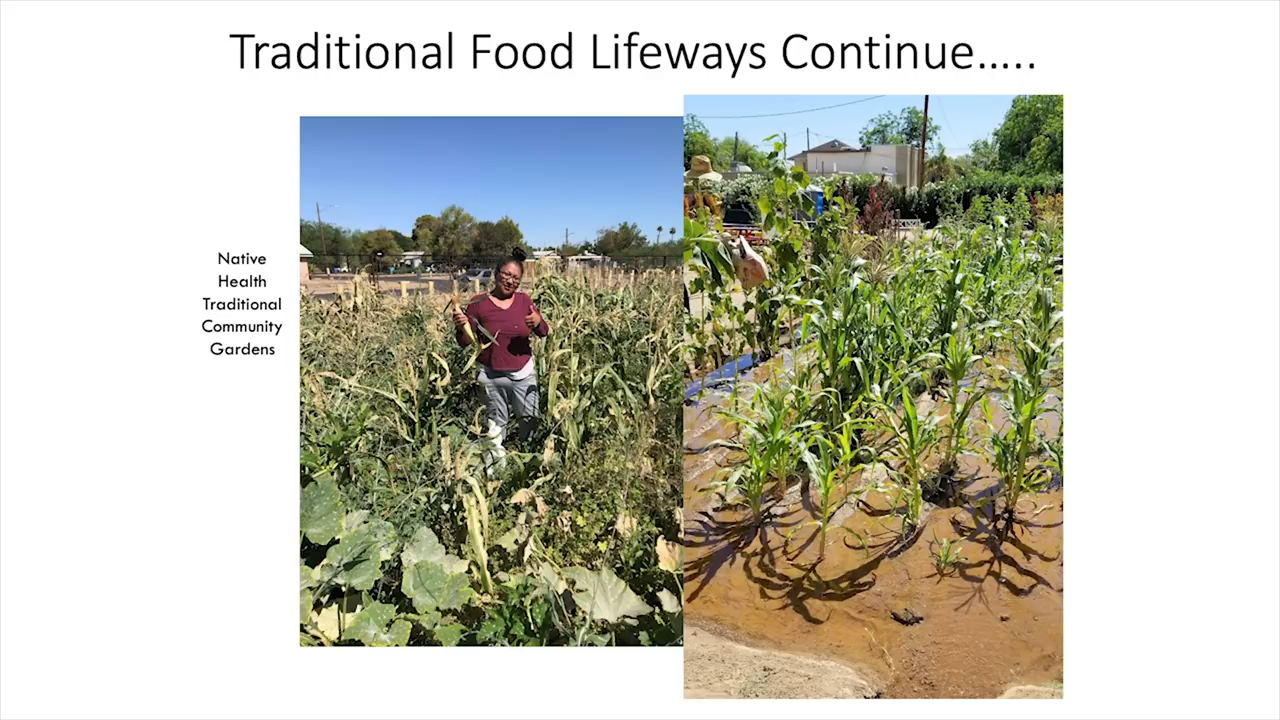 Traditional Food Lifeways Continue…..
Native
Health
Traditional
Community
Gardens